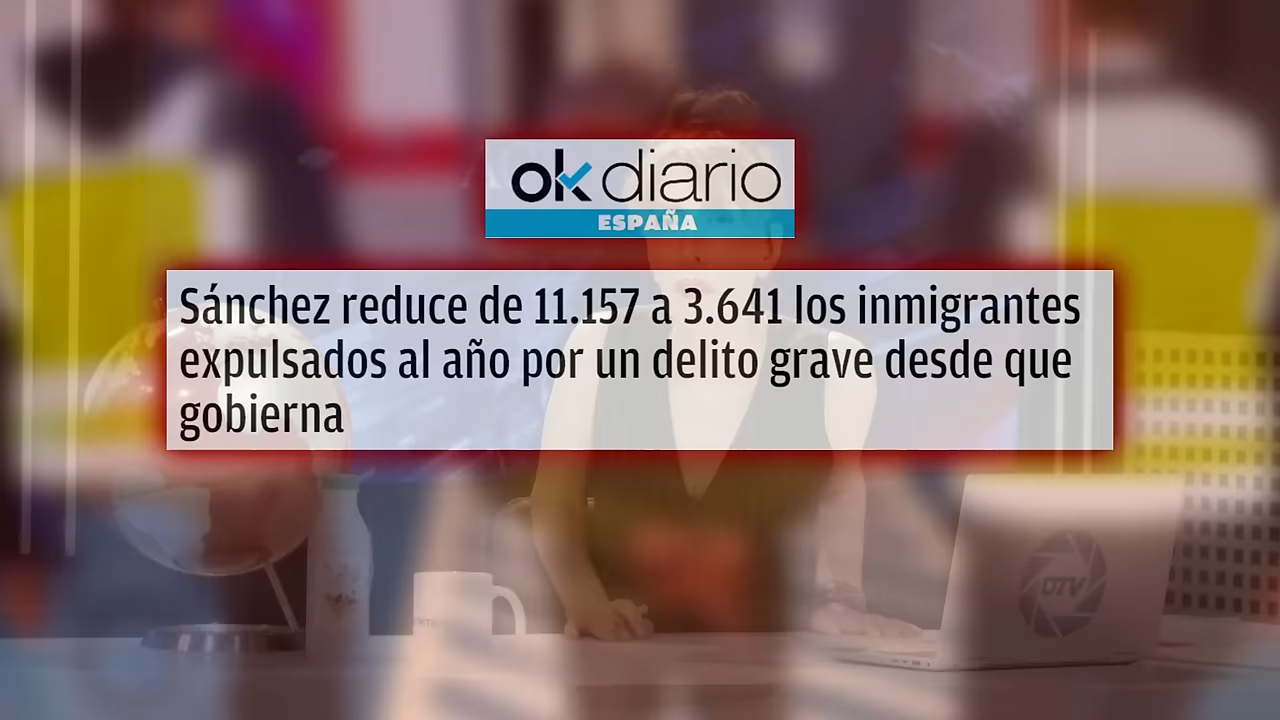 ok diario
ESPAÑA
Sánchez reduce de 11.157 a 3.641 los inmigrantes
expulsados al año por un delito grave desde que
gobierna
DTV